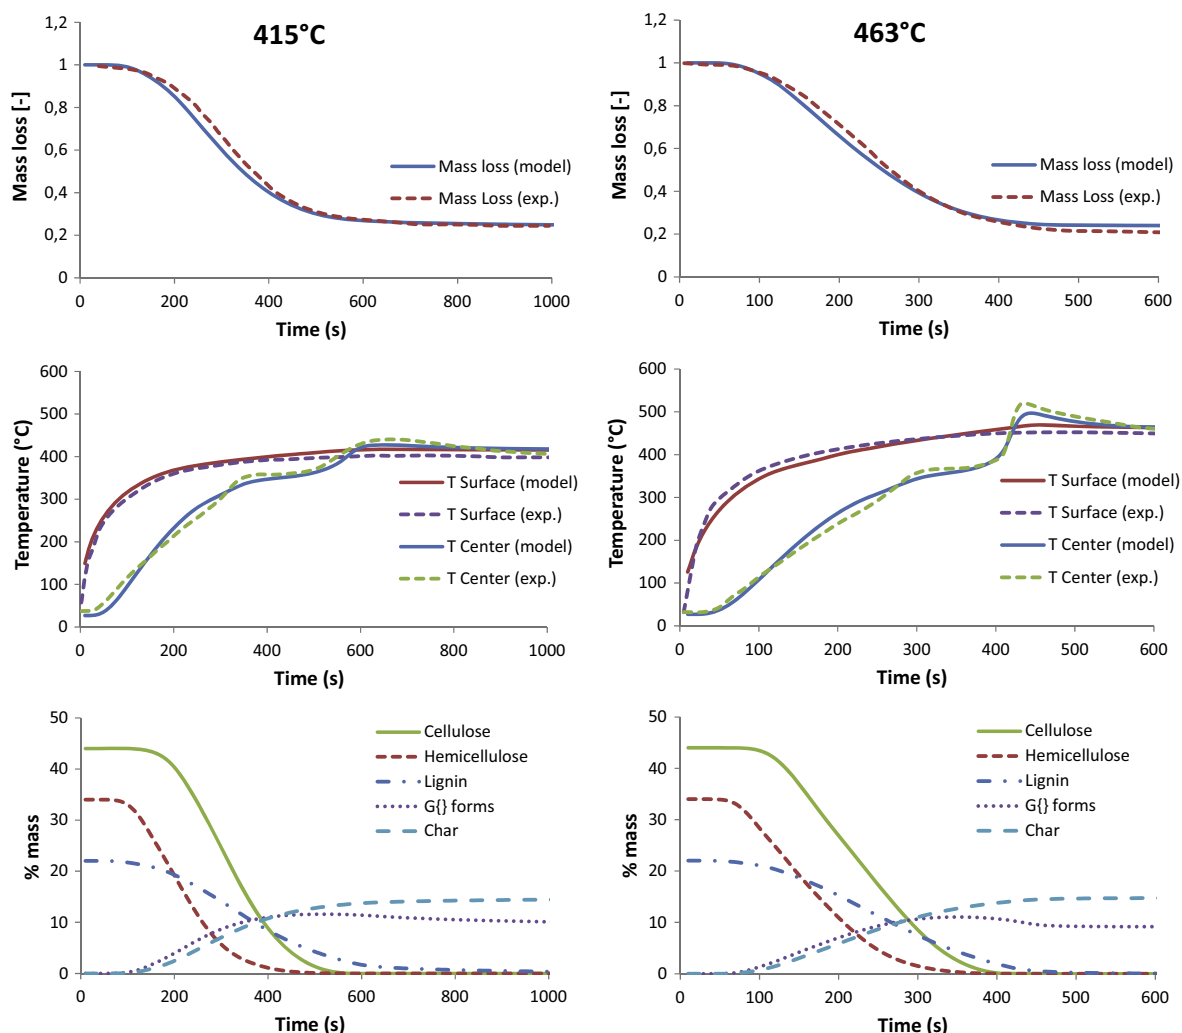 415°C
1,2
1
0,8
0,6
0,4
0,2
0
Mass loss [-]
Mass loss (model)
Mass Loss (exp.)
0 200 400 600 800 1000
Time (s)
463°C
1,2
1
0,8
0,6
0,4
0,2
0
Mass loss [-]
Mass loss (model)
Mass Loss (exp.)
0 100 200 300 400 500 600
Time (s)
600
500
400
300
200
100
0
Temperature (°C)
T Surface (model)
T Surface (exp.)
T Center (model)
T Center (exp.)
0 200 400 600 800 1000
Time (s)
600
500
400
300
200
100
0
Temperature (°C)
T Surface (model)
T Surface (exp.)
T Center (model)
T Center (exp.)
0 100 200 300 400 500 600
Time (s)
50
40
30
20
10
0
% mass
Cellulose
Hemicellulose
Lignin
G{} forms
Char
0 200 400 600 800 1000
Time (s)
50
40
30
20
10
0
% mass
Cellulose
Hemicellulose
Lignin
G{} forms
Char
0 100 200 300 400 500 600
Time (s)